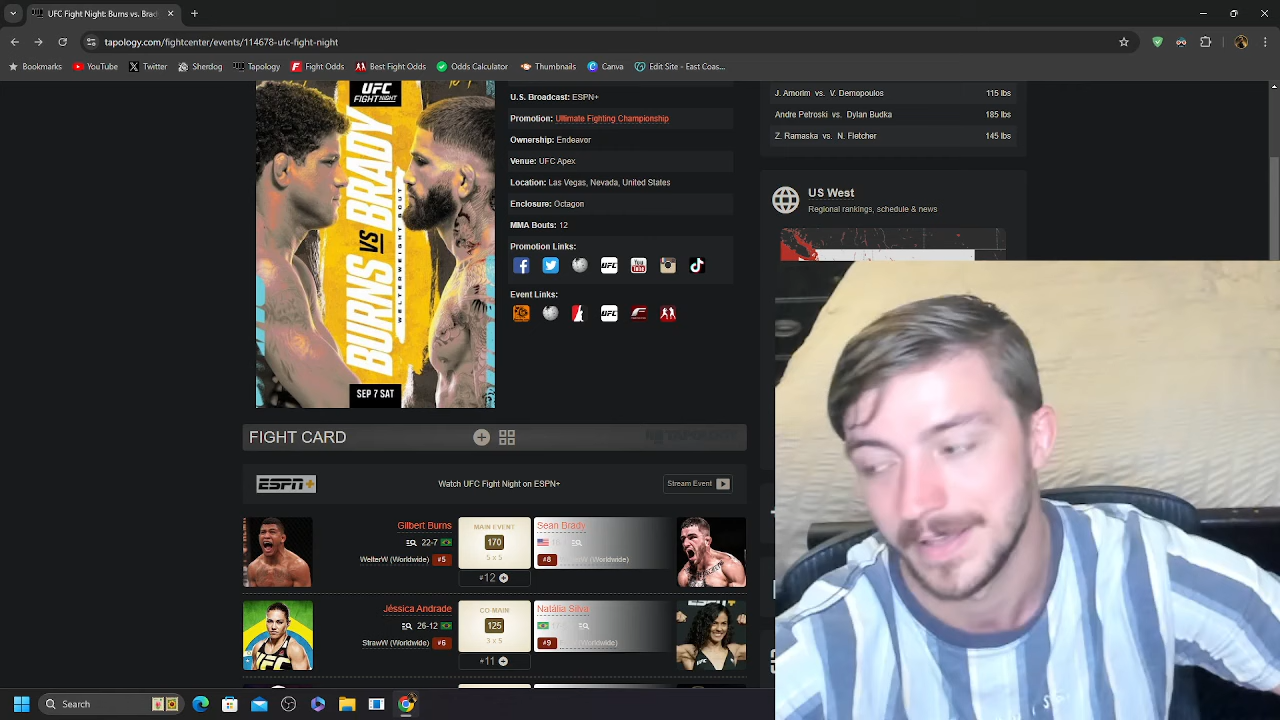 UFC Fight Night: Burns vs. Brad
tapology.com/fightcenter/events/114678-ufc-fight-night
Bookmarks YouTube Twitter Sherdog Tapology Fight Odds Best Fight Odds Odds Calculator Thumbnails Canva Edit Site - East Coas...
UFC
FIGHT NIGHT
BURNS VS BRADY
WELTERWEIGHT BOUT
SEP 7 SAT
U.S. Broadcast: ESPN+
Promotion: Ultimate Fighting Championship
Ownership: Endeavor
Venue: UFC Apex
Location: Las Vegas, Nevada, United States
Enclosure: Octagon
MMA Bouts: 12
Promotion Links:
Event Links:
J. Amorim vs. V. Demopoulos 115 lbs
Andre Petroski vs. Dylan Budka 185 lbs
Z. Ramaska vs. N. Fletcher 145 lbs
US West
Regional rankings, schedule & news
FIGHT CARD
ESPN+ Watch UFC Fight Night on ESPN+ Stream Event
Gilbert Burns MAIN EVENT Sean Brady
22-7 170
WelterW (Worldwide) #5 5 x 5 #8 (Worldwide)
#12
Jéssica Andrade CO MAIN Natália Silva
26-12 125
StrawW (Worldwide) #6 3 x 5 #9 (Worldwide)
#11
Search